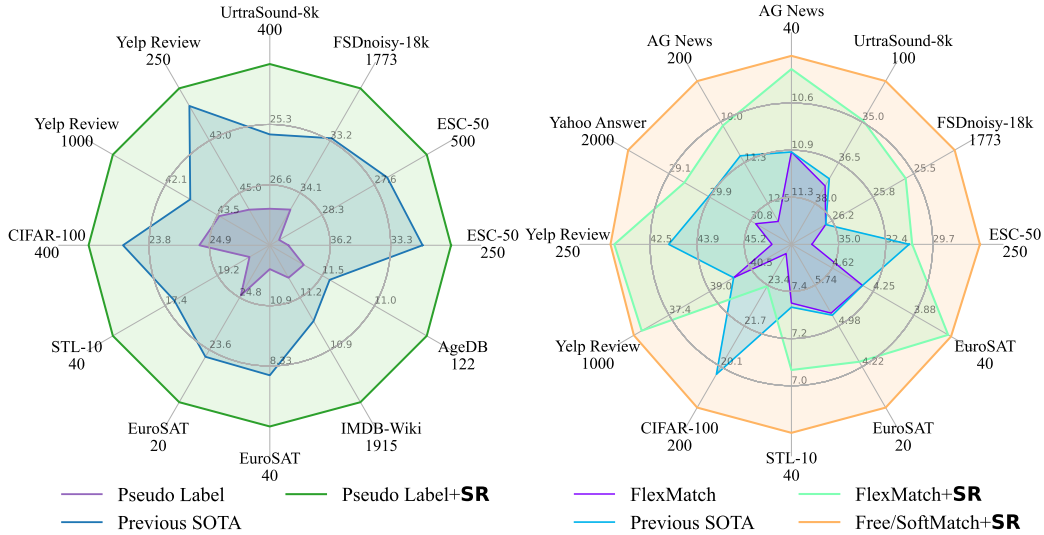 UrtraSound-8k
400
FSDnoisy-18k
1773
ESC-50
500
ESC-50
250
AgeDB
122
IMDB-Wiki
1915
EuroSAT
40
EuroSAT
20
STL-10
40
CIFAR-100
400
Yelp Review
1000
Yelp Review
250
25.3
26.6
33.2
34.1
27.6
28.3
33.3
36.2
11.0
11.5
10.9
11.2
8.33
10.9
23.6
24.8
17.4
19.2
23.8
24.9
42.1
43.5
43.0
45.0
Pseudo Label
Previous SOTA
Pseudo Label+SR
AG News
40
UrtraSound-8k
100
FSDnoisy-18k
1773
ESC-50
250
EuroSAT
40
EuroSAT
20
STL-10
40
CIFAR-100
200
Yelp Review
1000
Yelp Review
250
Yahoo Answer
2000
AG News
200
10.6
10.9
11.3
35.0
36.5
38.0
25.5
25.8
26.2
29.7
32.4
35.0
3.88
4.25
4.62
4.22
4.98
5.74
7.0
7.2
7.4
20.1
21.7
23.4
37.4
39.0
40.5
42.5
43.9
45.2
29.1
29.9
30.8
10.0
11.3
12.5
FlexMatch
Previous SOTA
FlexMatch+SR
Free/SoftMatch+SR